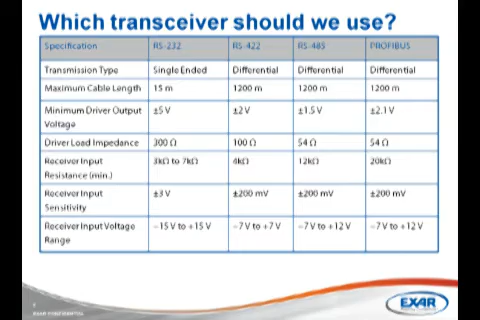 Which transceiver should we use?
Specification RS-232 RS-422 RS-485 PROFIBUS
Transmission Type Single Ended Differential Differential Differential
Maximum Cable Length 15 m 1200 m 1200 m 1200 m
Minimum Driver Output ±5 V ±2 V ±1.5 V ±2.1 V
Voltage
Driver Load Impedance 300 Ω 100 Ω 54 Ω 54 Ω
Receiver Input 3kΩ to 7kΩ 4kΩ 12kΩ 20kΩ
Resistance (min.)
Receiver Input ±3 V ±200 mV ±200 mV ±200 mV
Sensitivity
Receiver Input Voltage −15 V to +15 V −7 V to +7 V −7 V to +12 V −7 V to +12 V
Range
EXAR CONFIDENTIAL
EXAR